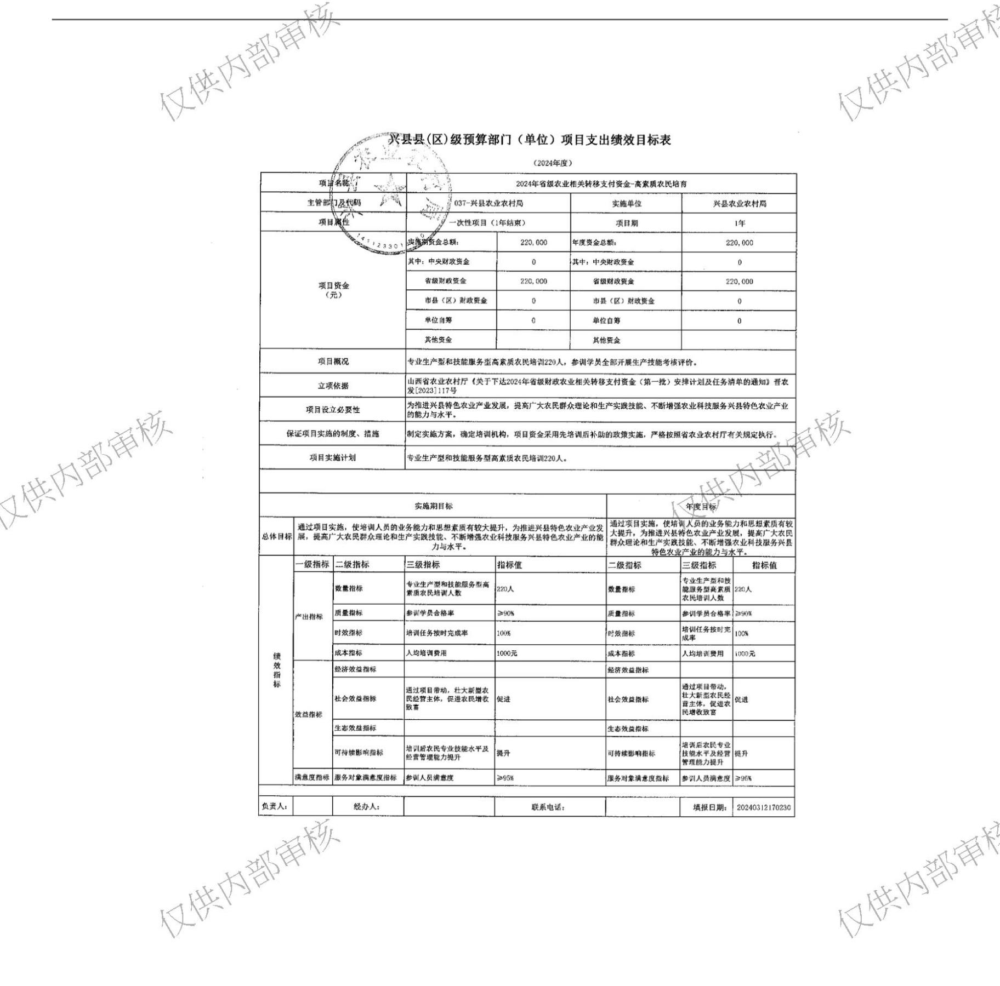 仅供内部审核
仅供内部审核
兴县县(区)级预算部门（单位）项目支出绩效目标表
（2024年度）
项目名称 2024年省级农业相关转移支付资金-高素质农民培育
主管部门及代码 037-兴县农业农村局 实施单位 兴县农业农村局
项目属性 一次性项目（1年结束） 项目期 1年
项目资金
（元）
实施期资金总额: 220,000 年度资金总额: 220,000
其中：中央财政资金 0 其中：中央财政资金 0
省级财政资金 220,000 省级财政资金 220,000
市县（区）财政资金 0 市县（区）财政资金 0
单位自筹 0 单位自筹 0
其他资金 其他资金
项目概况 专业生产型和技能服务型高素质农民培训220人，参训学员全部开展生产技能考核评价。
立项依据 山西省农业农村厅《关于下达2024年省级财政农业相关转移支付资金（第一批）安排计划及任务清单的通知》晋农
发[2023]117号
项目设立必要性 为推进兴县特色农业产业发展，提高广大农民群众理论和生产实践技能、不断增强农业科技服务兴县特色农业产业
的能力与水平。
保证项目实施的制度、措施 制定实施方案，确定培训机构，项目资金采用先培训后补助的政策实施，严格按照省农业农村厅有关规定执行。
项目实施计划 专业生产型和技能服务型高素质农民培训220人。
仅供内部审核
仅供内部审核
实施期目标 年度目标
总体目标
通过项目实施，使培训人员的业务能力和思想素质有较大提升，为推进兴县特色农业产业发
展，提高广大农民群众理论和生产实践技能、不断增强农业科技服务兴县特色农业产业的能
力与水平。
通过项目实施，使培训人员的业务能力和思想素质有较
大提升，为推进兴县特色农业产业发展，提高广大农民
群众理论和生产实践技能、不断增强农业科技服务兴县
特色农业产业的能力与水平。
绩效指标
一级指标 二级指标 三级指标 指标值 二级指标 三级指标 指标值
产出指标
数量指标 专业生产型和技能服务型高
素质农民培训人数 220人 数量指标 专业生产型和技
能服务型高素质
农民培训人数 220人
质量指标 参训学员合格率 ≥90% 质量指标 参训学员合格率 ≥90%
时效指标 培训任务按时完成率 100% 时效指标 培训任务按时完
成率 100%
成本指标 人均培训费用 1000元 成本指标 人均培训费用 1000元
效益指标
经济效益指标 经济效益指标
社会效益指标 通过项目带动，壮大新型农
民经营主体，促进农民增收
致富 促进 社会效益指标 通过项目带动，
壮大新型农民经
营主体，促进农
民增收致富 促进
生态效益指标 生态效益指标
可持续影响指标 培训后农民专业技能水平及
经营管理能力提升 提升 可持续影响指标 培训后农民专业
技能水平及经营
管理能力提升 提升
满意度指标 服务对象满意度指标 参训人员满意度 ≥95% 服务对象满意度指标 参训人员满意度 ≥95%
负责人: 经办人: 联系电话: 填报日期: 20240312170230
仅供内部审核
仅供内部审核